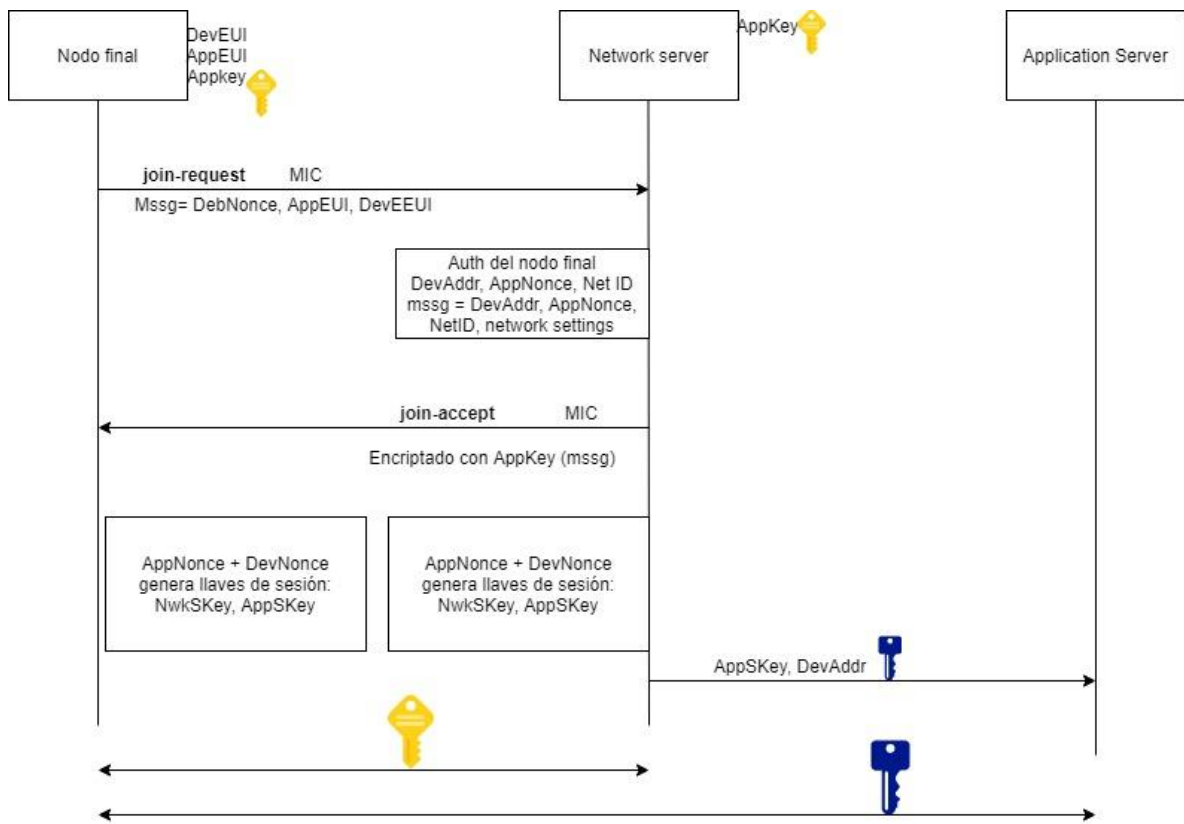 Nodo final
DevEUI
AppEUI
Appkey
Network server
AppKey
Application Server
join-request MIC
Mssg= DebNonce, AppEUI, DevEEUI
Auth del nodo final
DevAddr, AppNonce, Net ID
mssg = DevAddr, AppNonce,
NetID, network settings
join-accept MIC
Encriptado con AppKey (mssg)
AppNonce + DevNonce
genera llaves de sesión:
NwkSKey, AppSKey
AppNonce + DevNonce
genera llaves de sesión:
NwkSKey, AppSKey
AppSKey, DevAddr